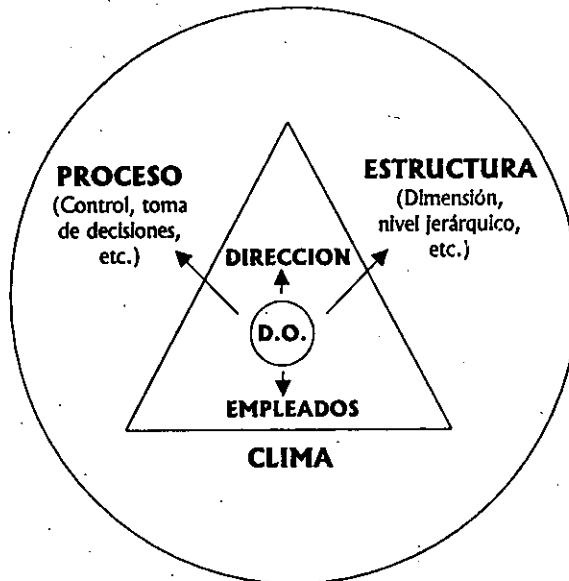 PROCESO
(Control, toma
de decisiones,
etc.)
ESTRUCTURA
(Dimensión,
nivel jerárquico,
etc.)
DIRECCION
D.O.
EMPLEADOS
CLIMA